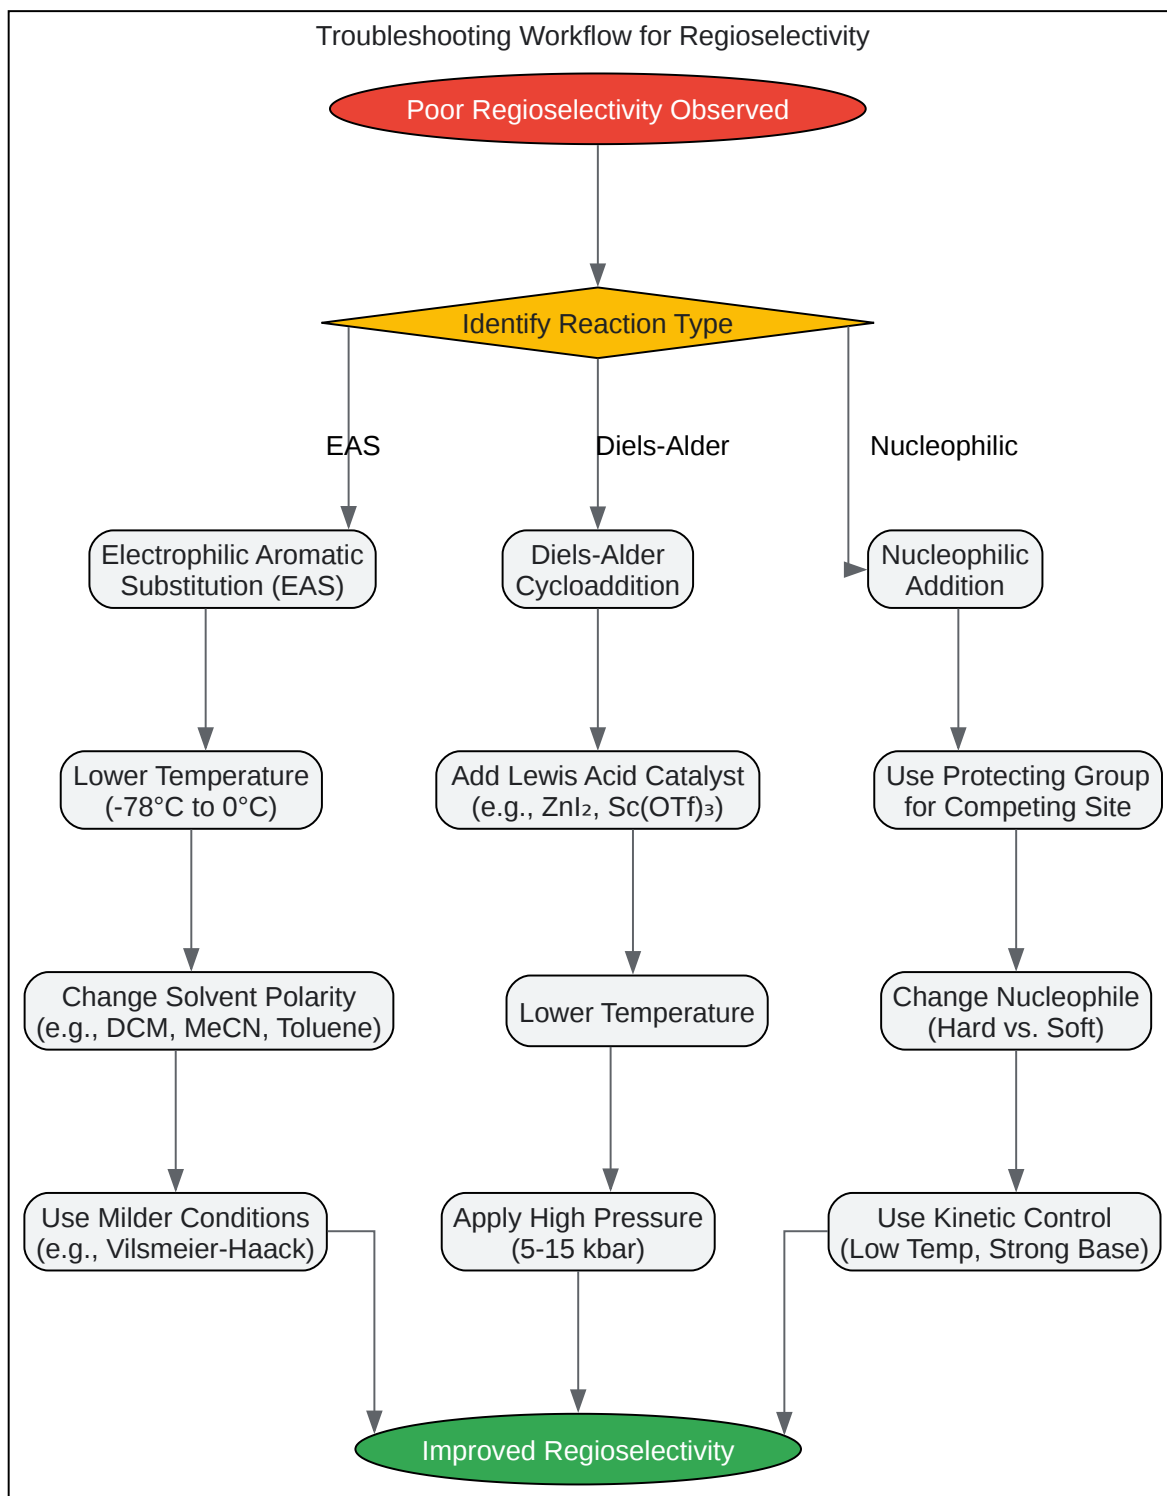 Troubleshooting Workflow for Regioselectivity
Poor Regioselectivity Observed
Identify Reaction Type
EAS
Diels-Alder
Nucleophilic
Electrophilic Aromatic
Substitution (EAS)
Diels-Alder
Cycloaddition
Nucleophilic
Addition
Lower Temperature
(-78°C to 0°C)
Add Lewis Acid Catalyst
(e.g., ZnI₂, Sc(OTf)₃)
Use Protecting Group
for Competing Site
Change Solvent Polarity
(e.g., DCM, MeCN, Toluene)
Lower Temperature
Change Nucleophile
(Hard vs. Soft)
Use Milder Conditions
(e.g., Vilsmeier-Haack)
Apply High Pressure
(5-15 kbar)
Use Kinetic Control
(Low Temp, Strong Base)
Improved Regioselectivity